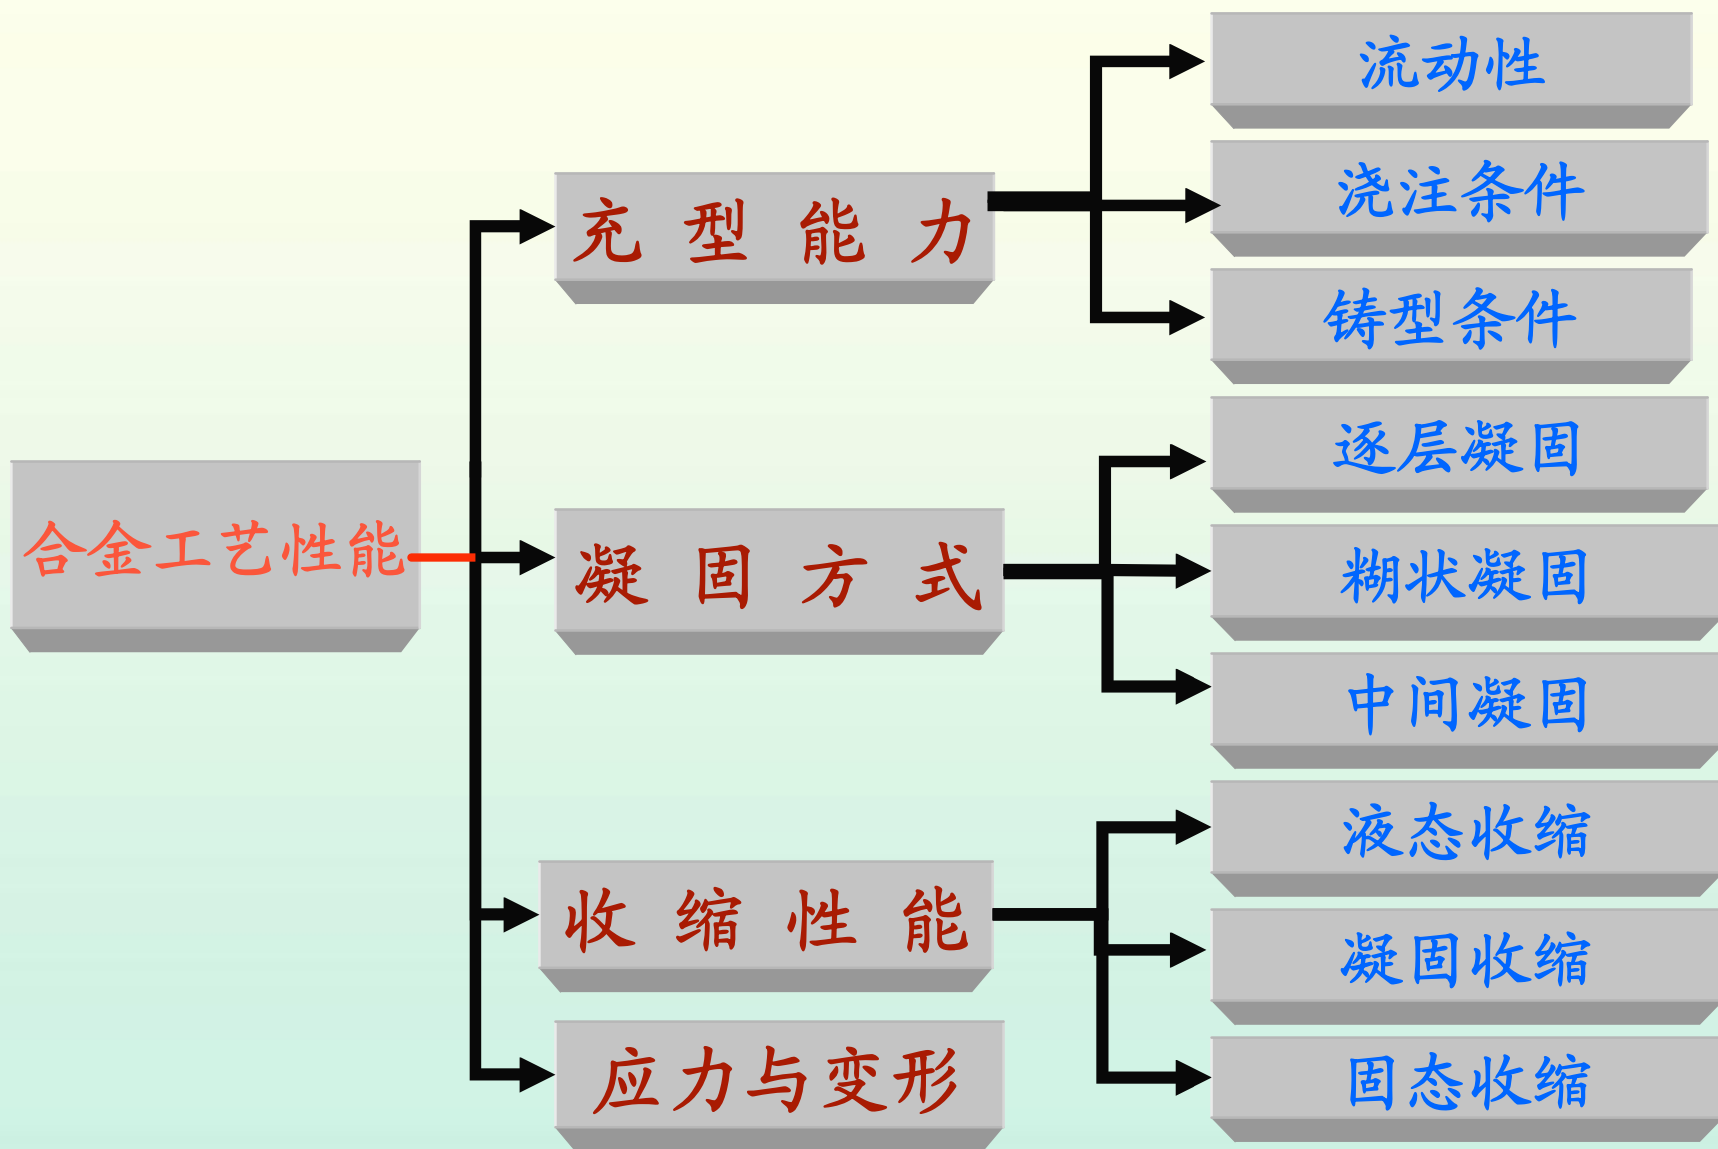 合金工艺性能
充型能力
流动性
浇注条件
铸型条件
凝固方式
逐层凝固
糊状凝固
中间凝固
收缩性能
液态收缩
凝固收缩
固态收缩
应力与变形